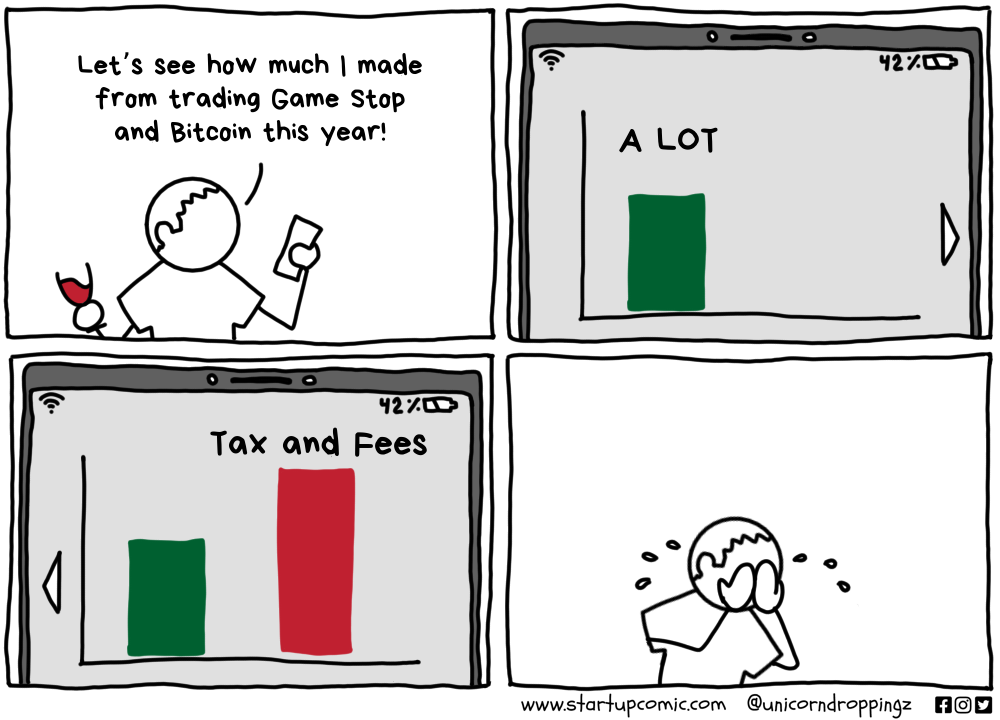 Let's see how much I made
from trading Game Stop
and Bitcoin this year!
42%
A LOT
42%
Tax and Fees
www.startupcomic.com @unicorndroppingz